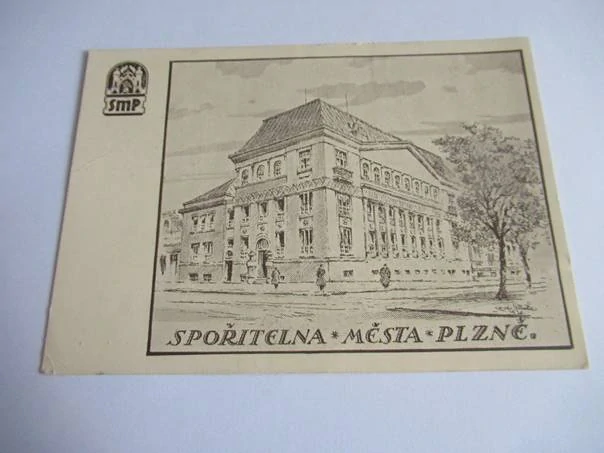 SMP
SPOŘITELNA * MĚSTA * PLZNĚ.